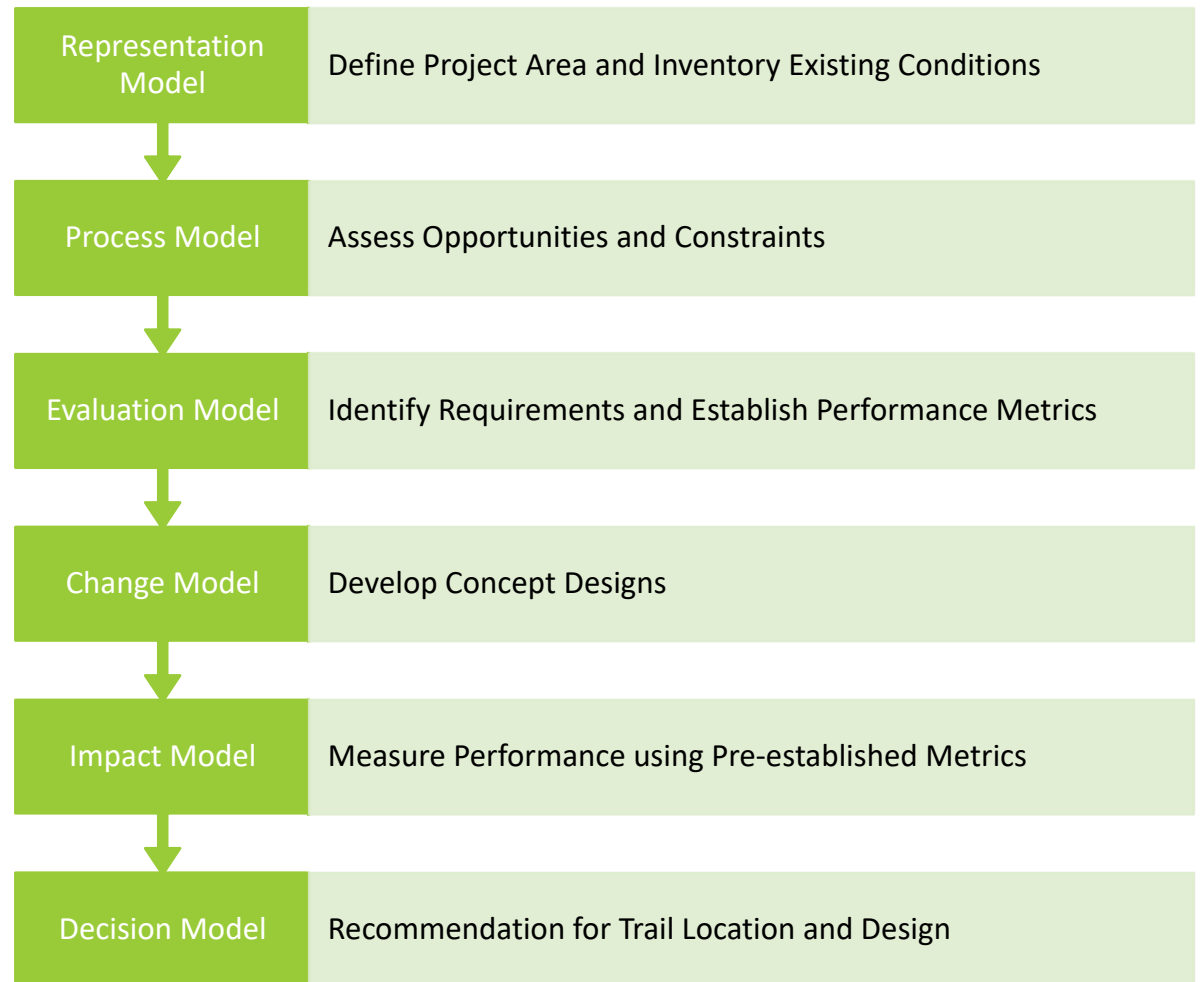 Representation
Model
Define Project Area and Inventory Existing Conditions
Process Model
Assess Opportunities and Constraints
Evaluation Model
Identify Requirements and Establish Performance Metrics
Change Model
Develop Concept Designs
Impact Model
Measure Performance using Pre-established Metrics
Decision Model
Recommendation for Trail Location and Design